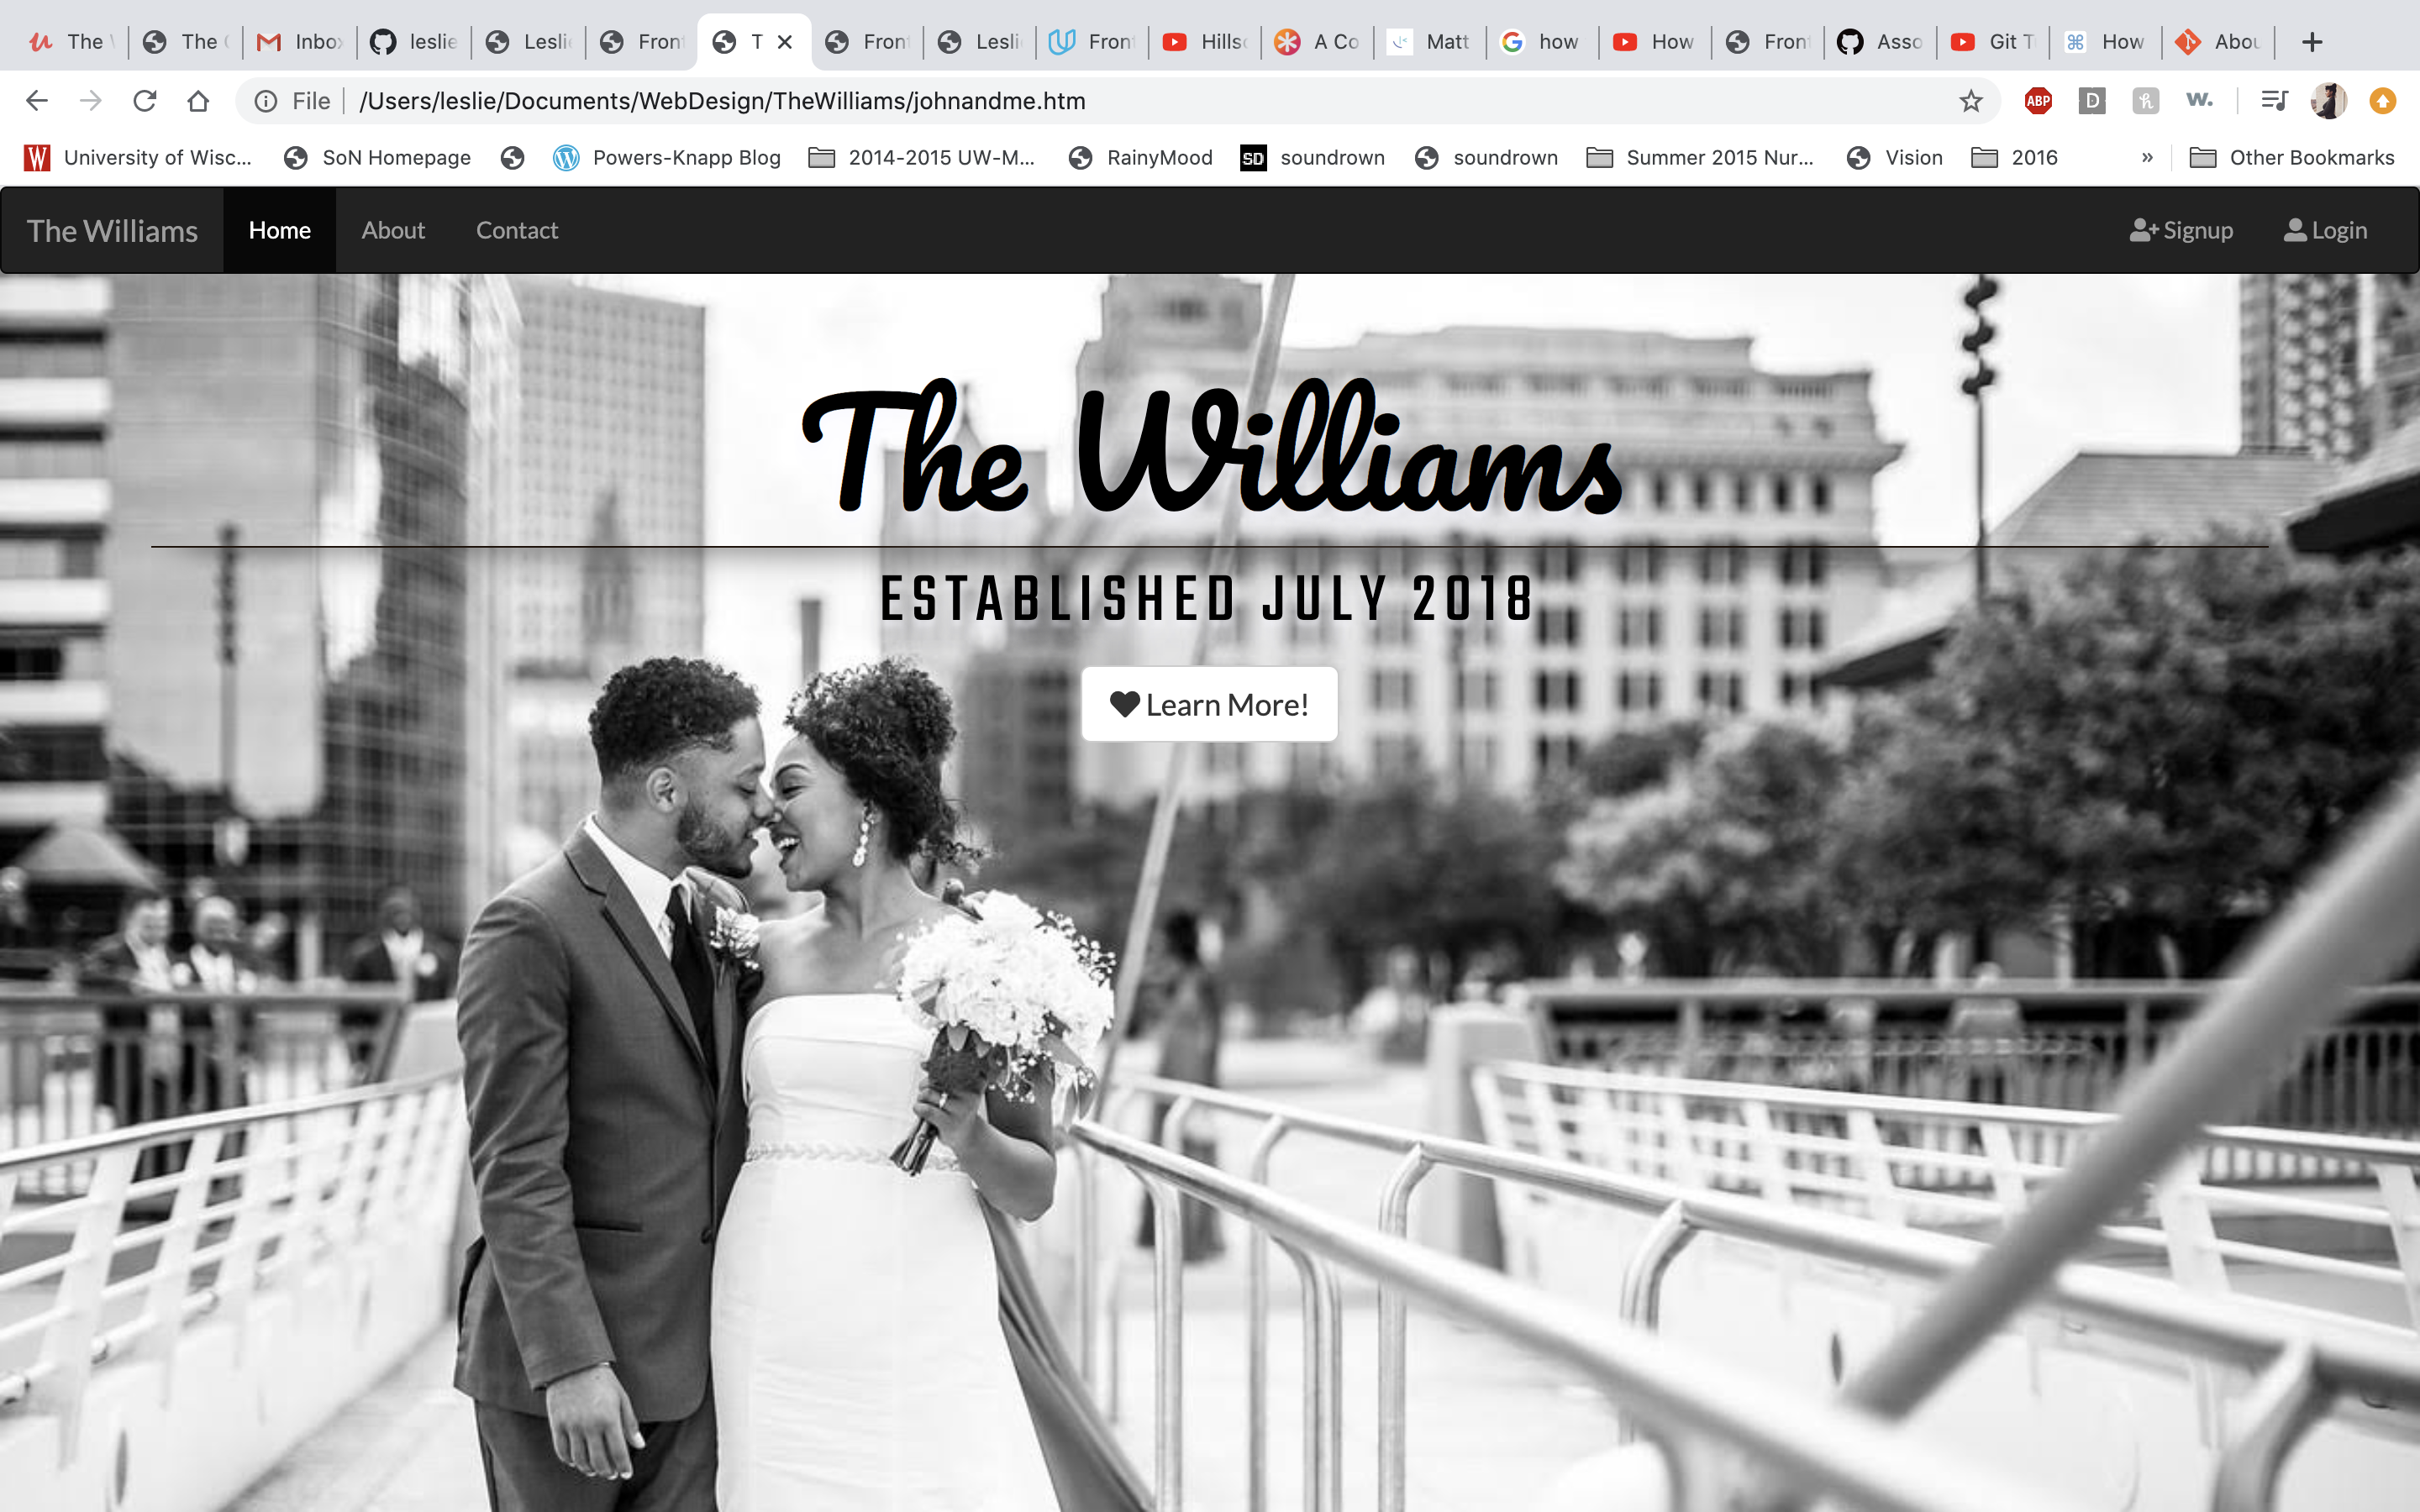 The The Inbo leslie Lesli Front T Front Lesli Front Hills A Co Matt how How Front Asso Git T How Abou
File /Users/leslie/Documents/WebDesign/TheWilliams/johnandme.htm ABP D h w.
W University of Wisc... SoN Homepage Powers-Knapp Blog 2014-2015 UW-M... RainyMood SD soundrown soundrown Summer 2015 Nur... Vision 2016 » Other Bookmarks
The Williams Home About Contact Signup Login
The Williams
ESTABLISHED JULY 2018
Learn More!